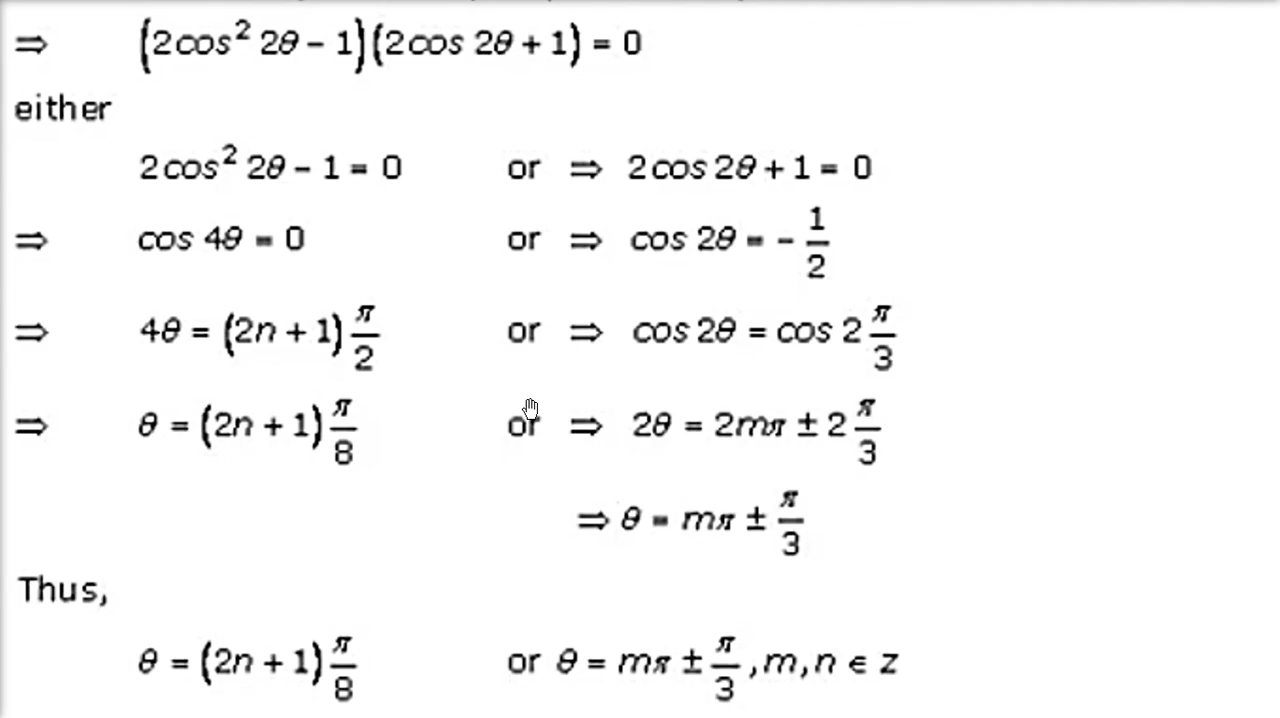 ⇒ (2cos² 2θ − 1)(2cos 2θ + 1) = 0
either
2cos² 2θ − 1 = 0 or ⇒ 2cos 2θ + 1 = 0
⇒ cos 4θ = 0 or ⇒ cos 2θ = − 1/2
⇒ 4θ = (2n + 1) π/2 or ⇒ cos 2θ = cos 2 π/3
⇒ θ = (2n + 1) π/8 or ⇒ 2θ = 2mπ ± 2 π/3
⇒ θ = mπ ± π/3
Thus,
θ = (2n + 1) π/8 or θ = mπ ± π/3 , m, n ∈ z